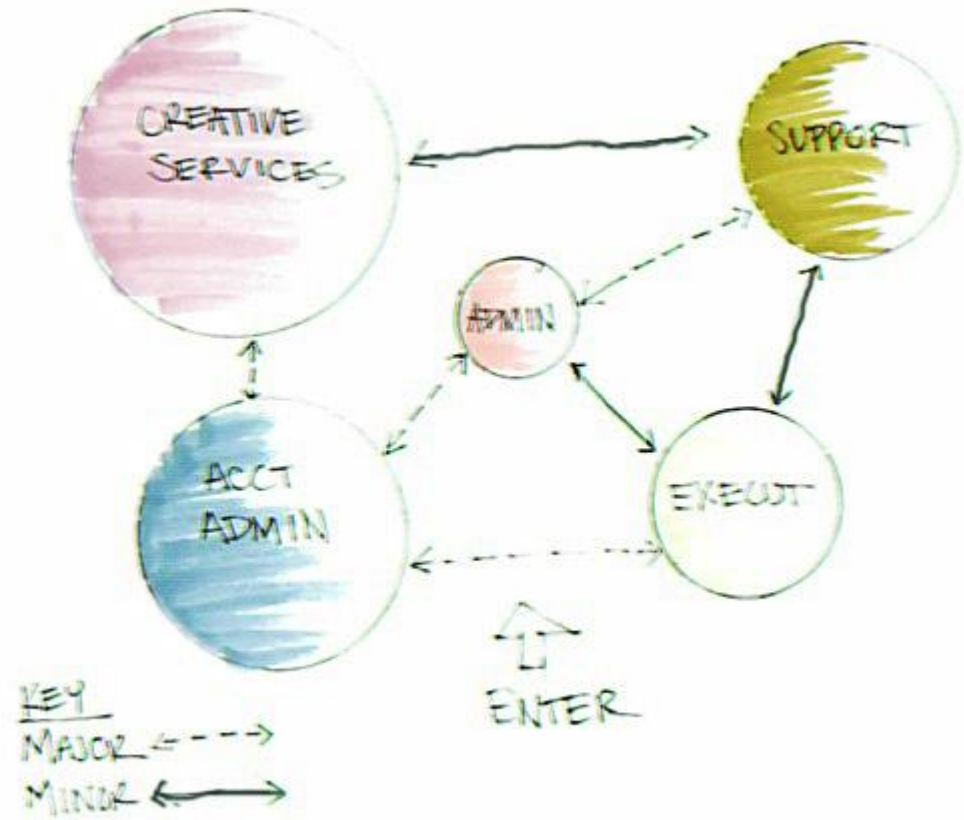 CREATIVE
SERVICES
SUPPORT
ADMIN
ACCT
ADMIN
EXECUT
ENTER
KEY
MAJOR
MINOR